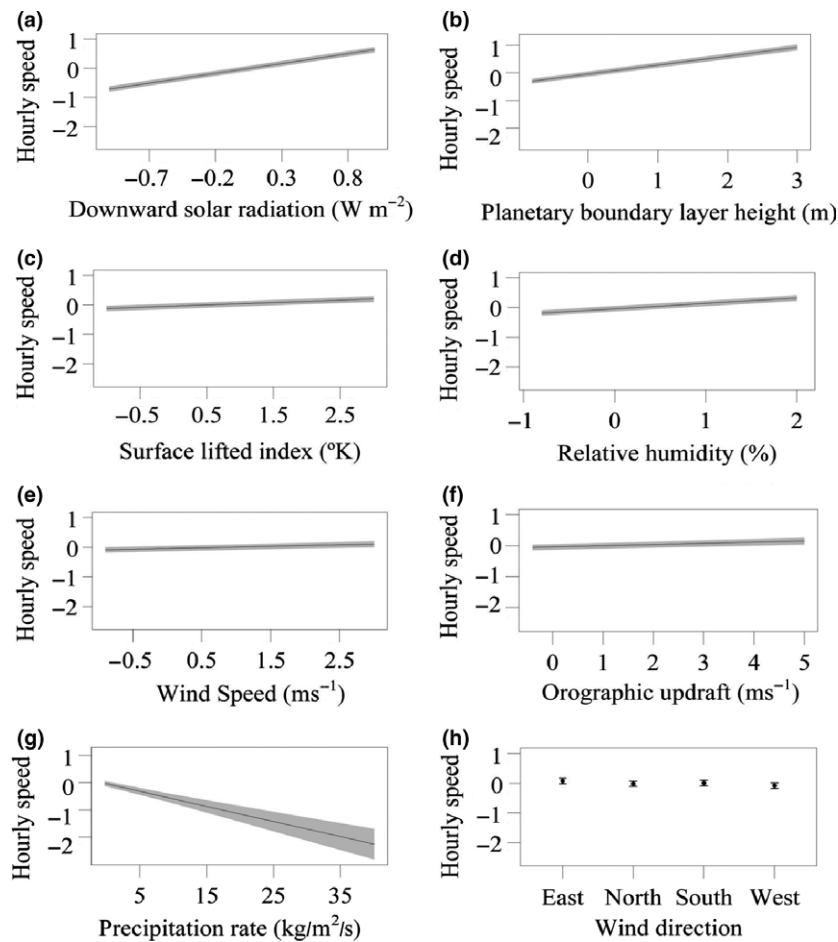 (a)
Hourly speed
1
0
−1
−2
−0.7 −0.2 0.3 0.8
Downward solar radiation (W m⁻²)
(b)
Hourly speed
1
0
−1
−2
0 1 2 3
Planetary boundary layer height (m)
(c)
Hourly speed
1
0
−1
−2
−0.5 0.5 1.5 2.5
Surface lifted index (ºK)
(d)
Hourly speed
1
0
−1
−2
−1 0 1 2
Relative humidity (%)
(e)
Hourly speed
1
0
−1
−2
−0.5 0.5 1.5 2.5
Wind Speed (ms⁻¹)
(f)
Hourly speed
1
0
−1
−2
0 1 2 3 4 5
Orographic updraft (ms⁻¹)
(g)
Hourly speed
1
0
−1
−2
5 15 25 35
Precipitation rate (kg/m²/s)
(h)
Hourly speed
1
0
−1
−2
East North South West
Wind direction